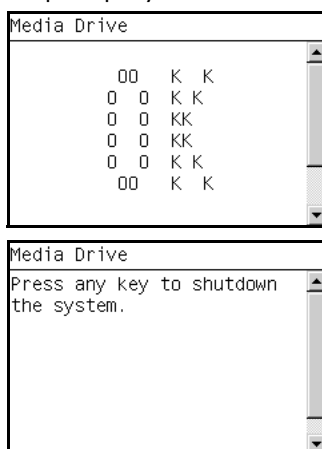 Media Drive
00 K K
0 0 K K
0 0 KK
0 0 KK
0 0 K K
00 K K
Media Drive
Press any key to shutdown
the system.